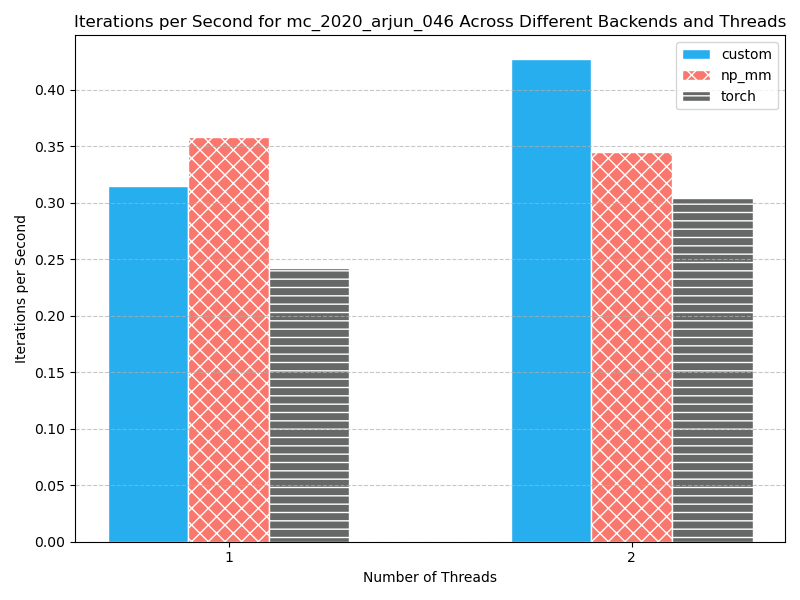 Iterations per Second for mc_2020_arjun_046 Across Different Backends and Threads
custom
np_mm
torch
0.40
0.35
0.30
0.25
0.20
0.15
0.10
0.05
0.00
Iterations per Second
1
2
Number of Threads